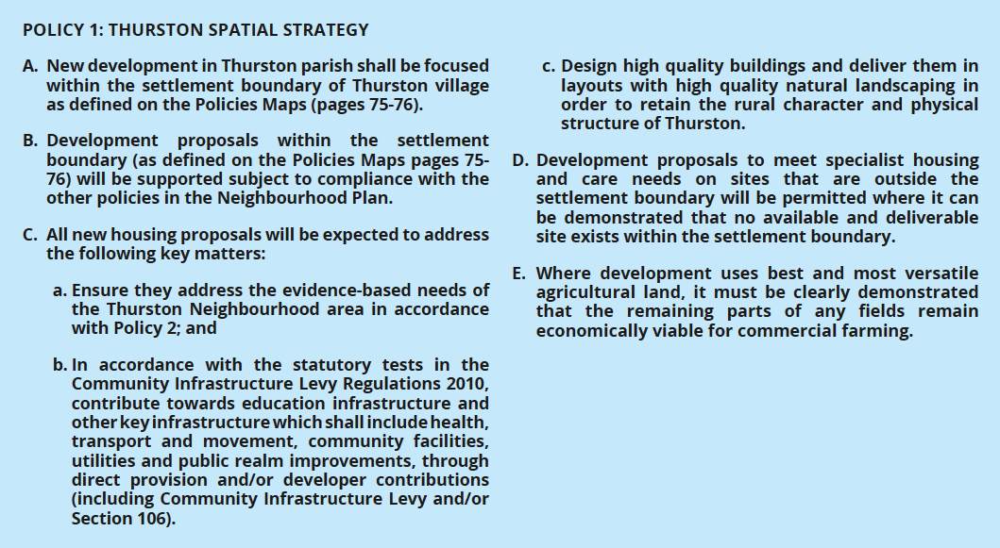 POLICY 1: THURSTON SPATIAL STRATEGY
A. New development in Thurston parish shall be focused
within the settlement boundary of Thurston village
as defined on the Policies Maps (pages 75-76).
B. Development proposals within the settlement
boundary (as defined on the Policies Maps pages 75-
76) will be supported subject to compliance with the
other policies in the Neighbourhood Plan.
C. All new housing proposals will be expected to address
the following key matters:
a. Ensure they address the evidence-based needs of
the Thurston Neighbourhood area in accordance
with Policy 2; and
b. In accordance with the statutory tests in the
Community Infrastructure Levy Regulations 2010,
contribute towards education infrastructure and
other key infrastructure which shall include health,
transport and movement, community facilities,
utilities and public realm improvements, through
direct provision and/or developer contributions
(including Community Infrastructure Levy and/or
Section 106).
c. Design high quality buildings and deliver them in
layouts with high quality natural landscaping in
order to retain the rural character and physical
structure of Thurston.
D. Development proposals to meet specialist housing
and care needs on sites that are outside the
settlement boundary will be permitted where it can
be demonstrated that no available and deliverable
site exists within the settlement boundary.
E. Where development uses best and most versatile
agricultural land, it must be clearly demonstrated
that the remaining parts of any fields remain
economically viable for commercial farming.